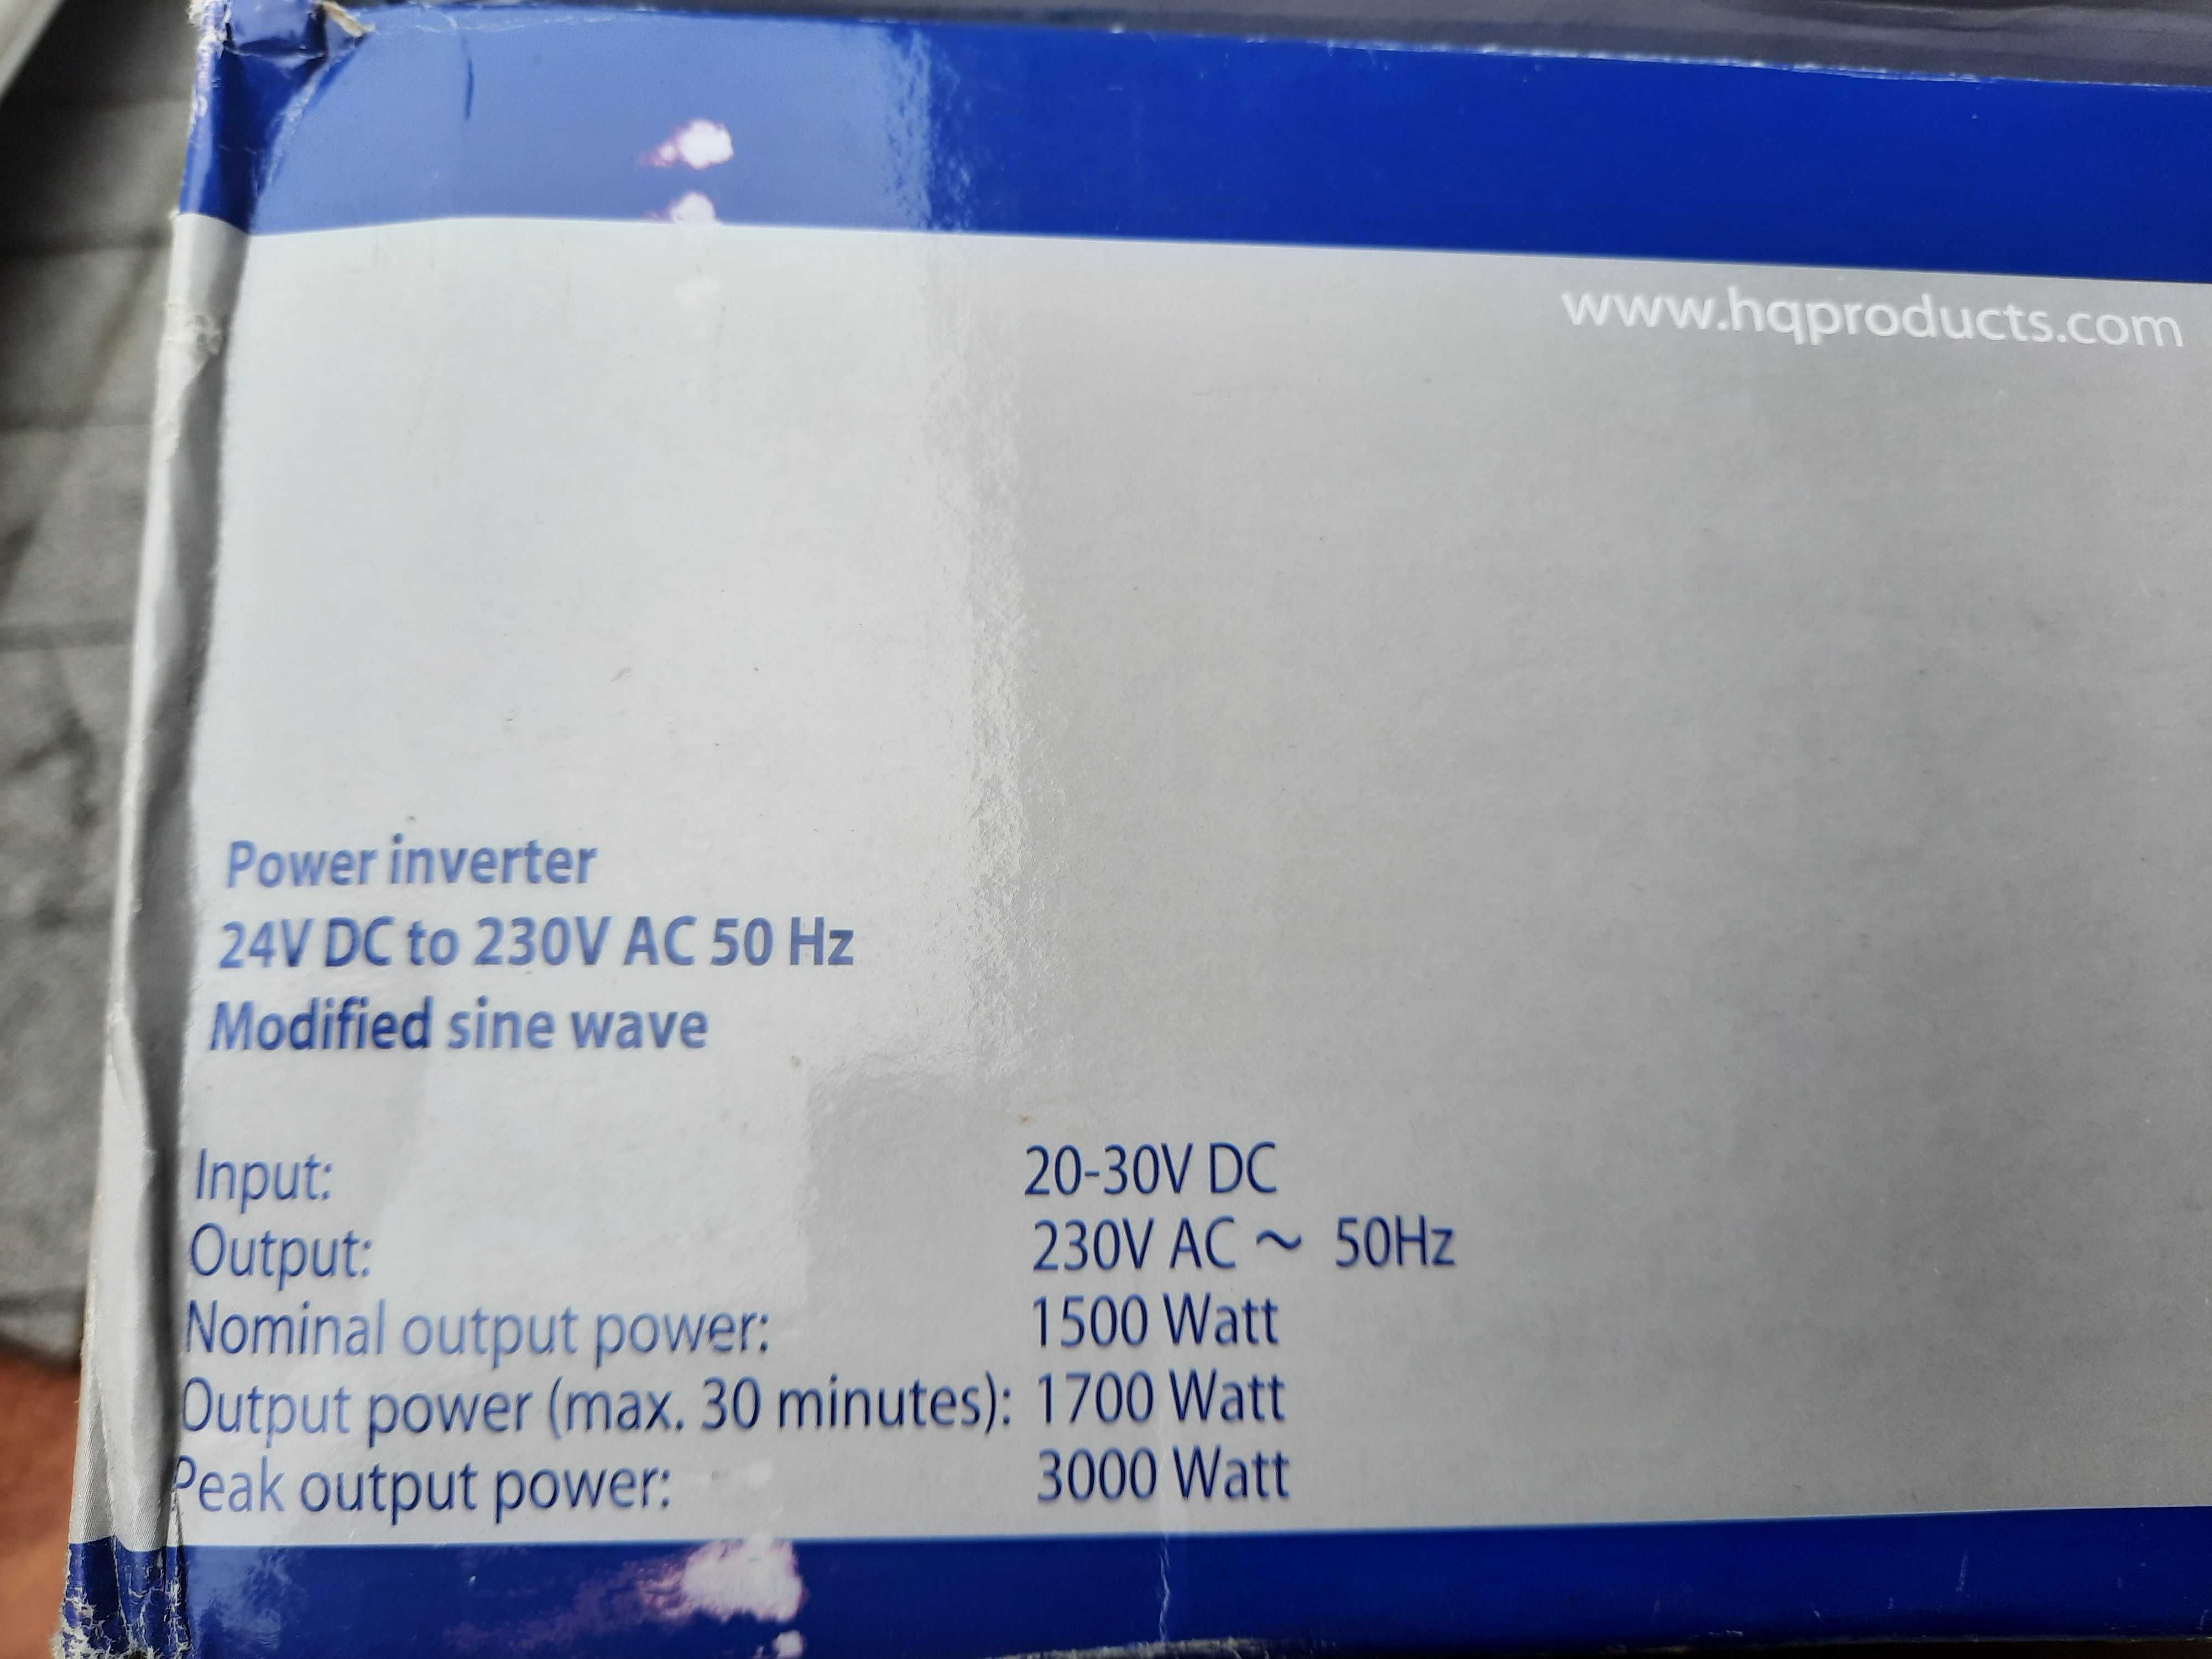 www.hqproducts.com
Power inverter
24V DC to 230V AC 50 Hz
Modified sine wave
Input: 20-30V DC
Output: 230V AC ~ 50Hz
Nominal output power: 1500 Watt
Output power (max. 30 minutes): 1700 Watt
Peak output power: 3000 Watt